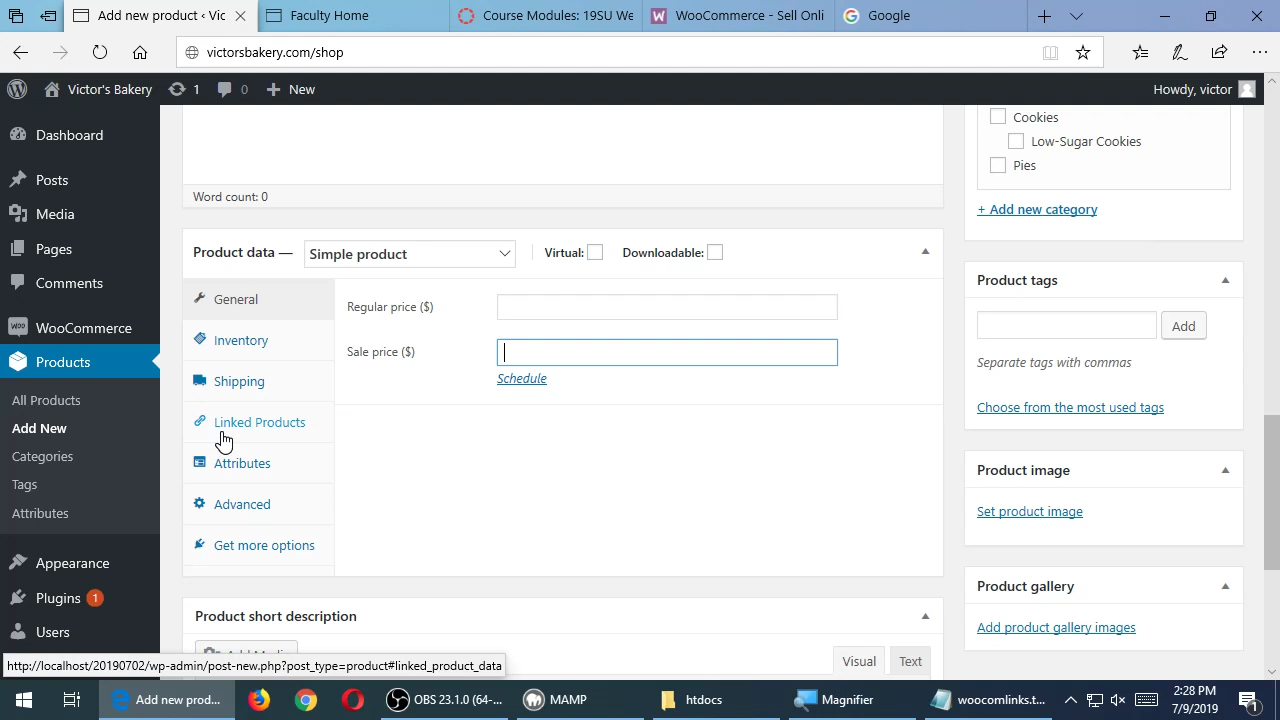 Add new product ‹ Vic
Faculty Home
Course Modules: 19SU We
WooCommerce - Sell Onli
Google
victorsbakery.com/shop
Victor's Bakery
1
0
New
Howdy, victor
Dashboard
Posts
Media
Pages
Comments
WooCommerce
Products
All Products
Add New
Categories
Tags
Attributes
Appearance
Plugins 1
Users
Word count: 0
Product data —
Simple product
Virtual:
Downloadable:
General
Inventory
Shipping
Linked Products
Attributes
Advanced
Get more options
Regular price ($)
Sale price ($)
Schedule
Product short description
Visual
Text
Cookies
Low-Sugar Cookies
Pies
+ Add new category
Product tags
Add
Separate tags with commas
Choose from the most used tags
Product image
Set product image
Product gallery
Add product gallery images
http://localhost/20190702/wp-admin/post-new.php?post_type=product#linked_product_data
Add new prod...
OBS 23.1.0 (64-...
MAMP
htdocs
Magnifier
woocomlinks.t...
2:28 PM
7/9/2019
1